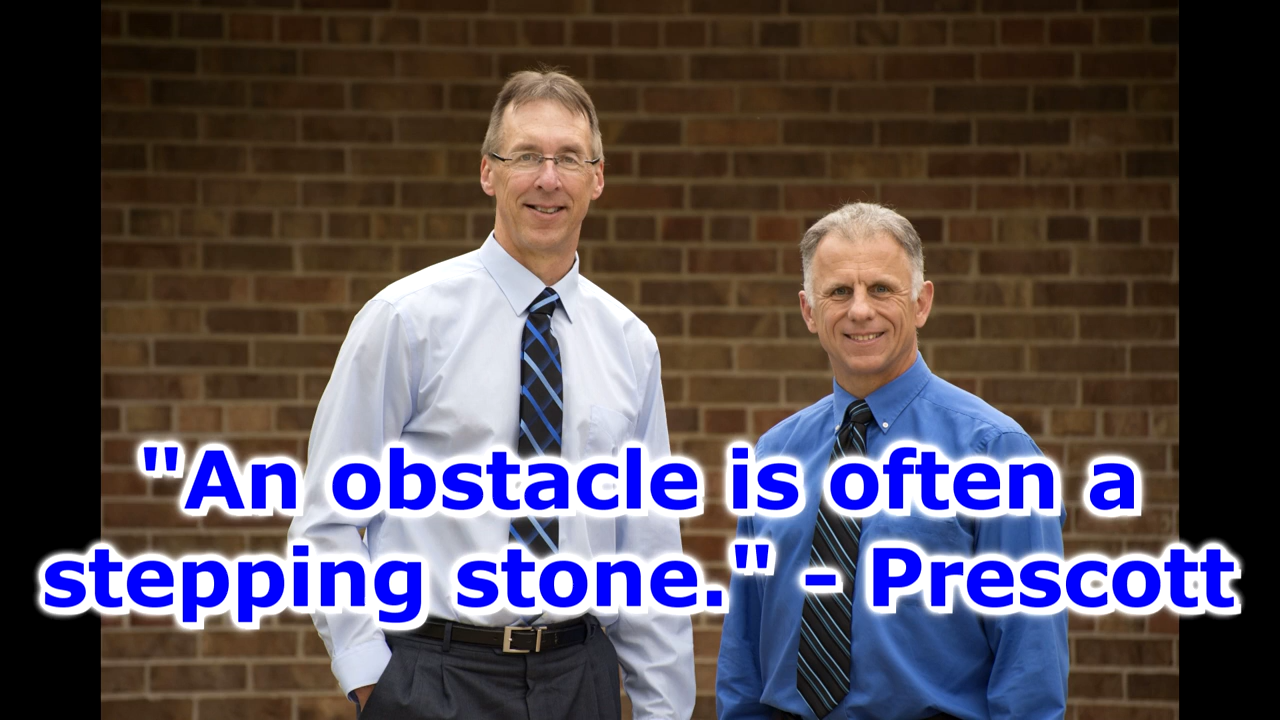 "An obstacle is often a
stepping stone." - Prescott